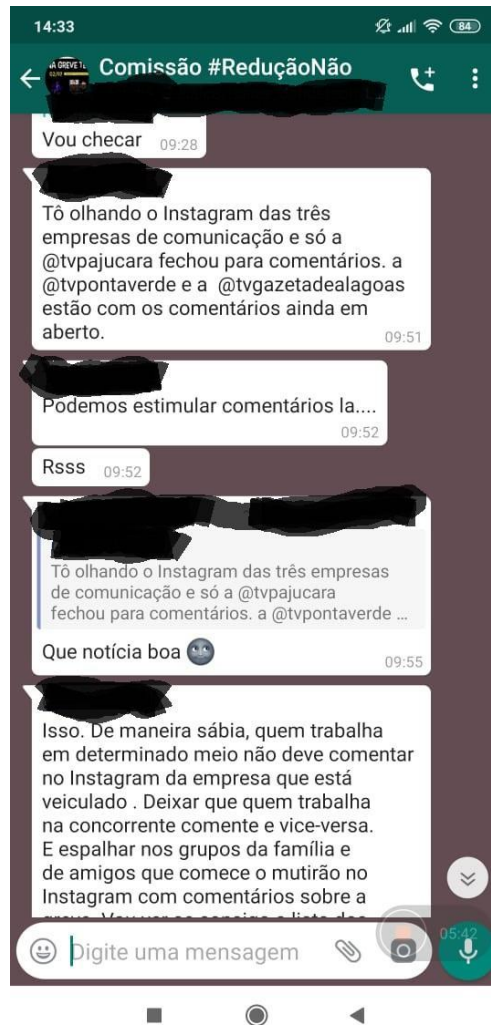 14:33
84
A GREVE TE
Comissão #ReduçãoNão
Vou checar 09:28
Tô olhando o Instagram das três
empresas de comunicação e só a
@tvpajucara fechou para comentários. a
@tvpontaverde e a @tvgazetadealagoas
estão com os comentários ainda em
aberto.
09:51
Podemos estimular comentários la....
09:52
Rsss 09:52
Tô olhando o Instagram das três empresas
de comunicação e só a @tvpajucara
fechou para comentários. a @tvpontaverde ...
Que notícia boa
09:55
Isso. De maneira sábia, quem trabalha
em determinado meio não deve comentar
no Instagram da empresa que está
veiculado . Deixar que quem trabalha
na concorrente comente e vice-versa.
E espalhar nos grupos da família e
de amigos que comece o mutirão no
Instagram com comentários sobre a
05:42
Digite uma mensagem